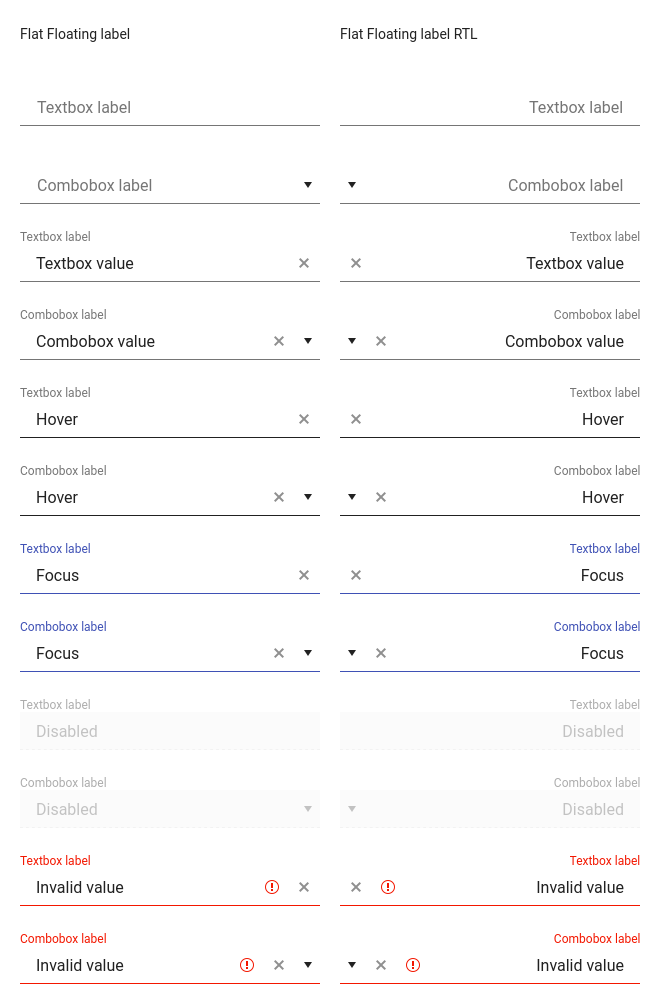 Flat Floating label
Flat Floating label RTL
Textbox label
Textbox label
Combobox label
Combobox label
Textbox label
Textbox label
Textbox value
Textbox value
Combobox label
Combobox label
Combobox value
Combobox value
Textbox label
Textbox label
Hover
Hover
Combobox label
Combobox label
Hover
Hover
Textbox label
Textbox label
Focus
Focus
Combobox label
Combobox label
Focus
Focus
Textbox label
Textbox label
Disabled
Disabled
Combobox label
Combobox label
Disabled
Disabled
Textbox label
Textbox label
Invalid value
Invalid value
Combobox label
Combobox label
Invalid value
Invalid value